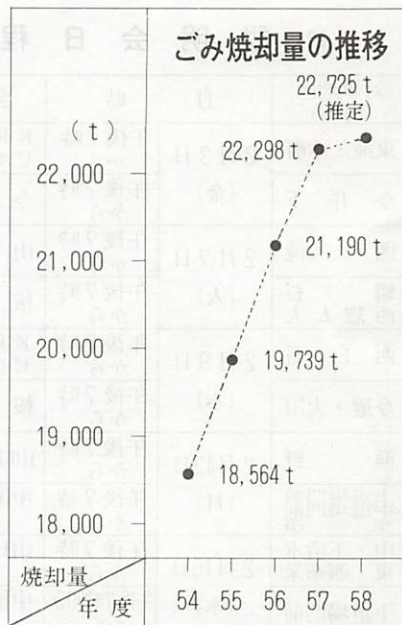 ごみ焼却量の推移
22,725 t
(推定)
(t)
22,298 t
22,000
21,190 t
21,000
20,000
19,739 t
19,000
18,564 t
18,000
焼却量
年度
54 55 56 57 58